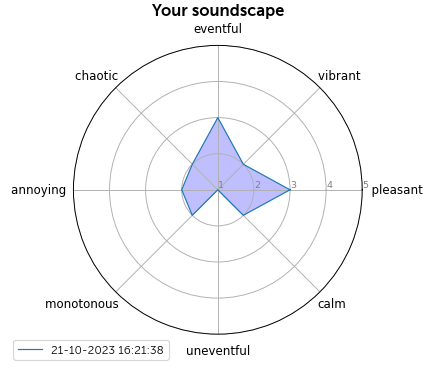 Your soundscape
eventful
chaotic
vibrant
annoying
1 2 3 4 5
pleasant
monotonous
calm
21-10-2023 16:21:38
uneventful